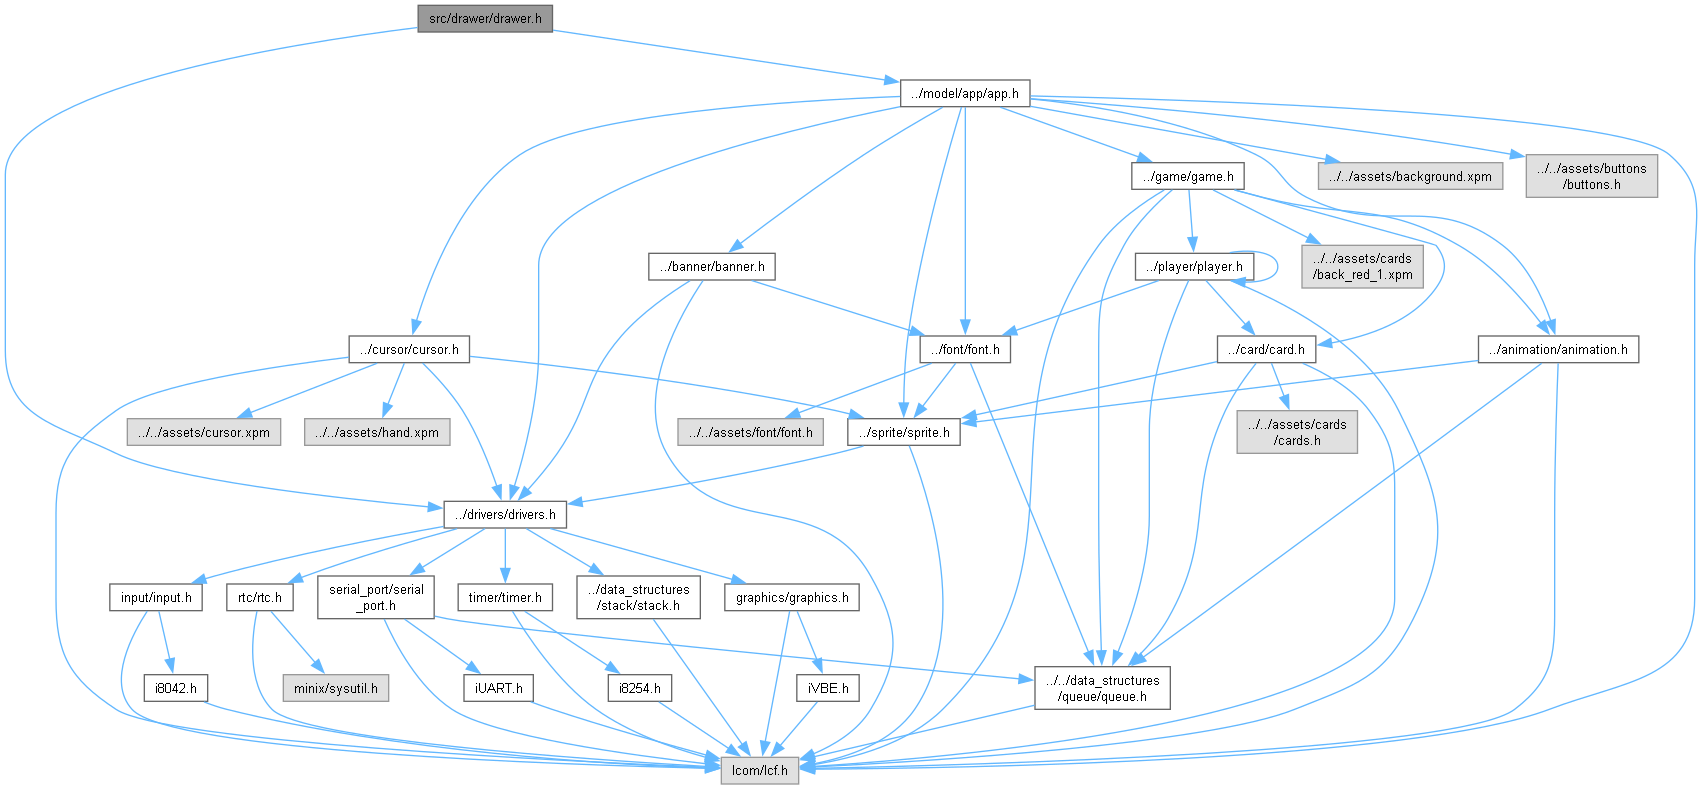 src/drawer/drawer.h
../model/app/app.h
../game/game.h
../../assets/background.xpm
../../assets/buttons
/buttons.h
../banner/banner.h
../player/player.h
../../assets/cards
/back_red_1.xpm
../cursor/cursor.h
../font/font.h
../card/card.h
../animation/animation.h
../../assets/cursor.xpm
../../assets/hand.xpm
../../assets/font/font.h
../sprite/sprite.h
../../assets/cards
/cards.h
../drivers/drivers.h
input/input.h
rtc/rtc.h
serial_port/serial
_port.h
timer/timer.h
../data_structures
/stack/stack.h
graphics/graphics.h
i8042.h
minix/sysutil.h
iUART.h
i8254.h
iVBE.h
../../data_structures
/queue/queue.h
lcom/lcf.h